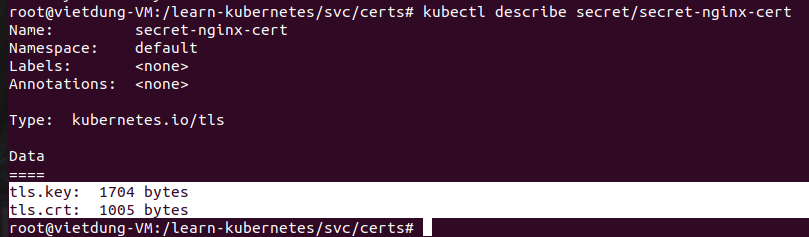 root@vietdung-VM:/learn-kubernetes/svc/certs# kubectl describe secret/secret-nginx-cert
Name:         secret-nginx-cert
Namespace:    default
Labels:       <none>
Annotations:  <none>
Type:  kubernetes.io/tls
Data
====
tls.key:  1704 bytes
tls.crt:  1005 bytes
root@vietdung-VM:/learn-kubernetes/svc/certs#